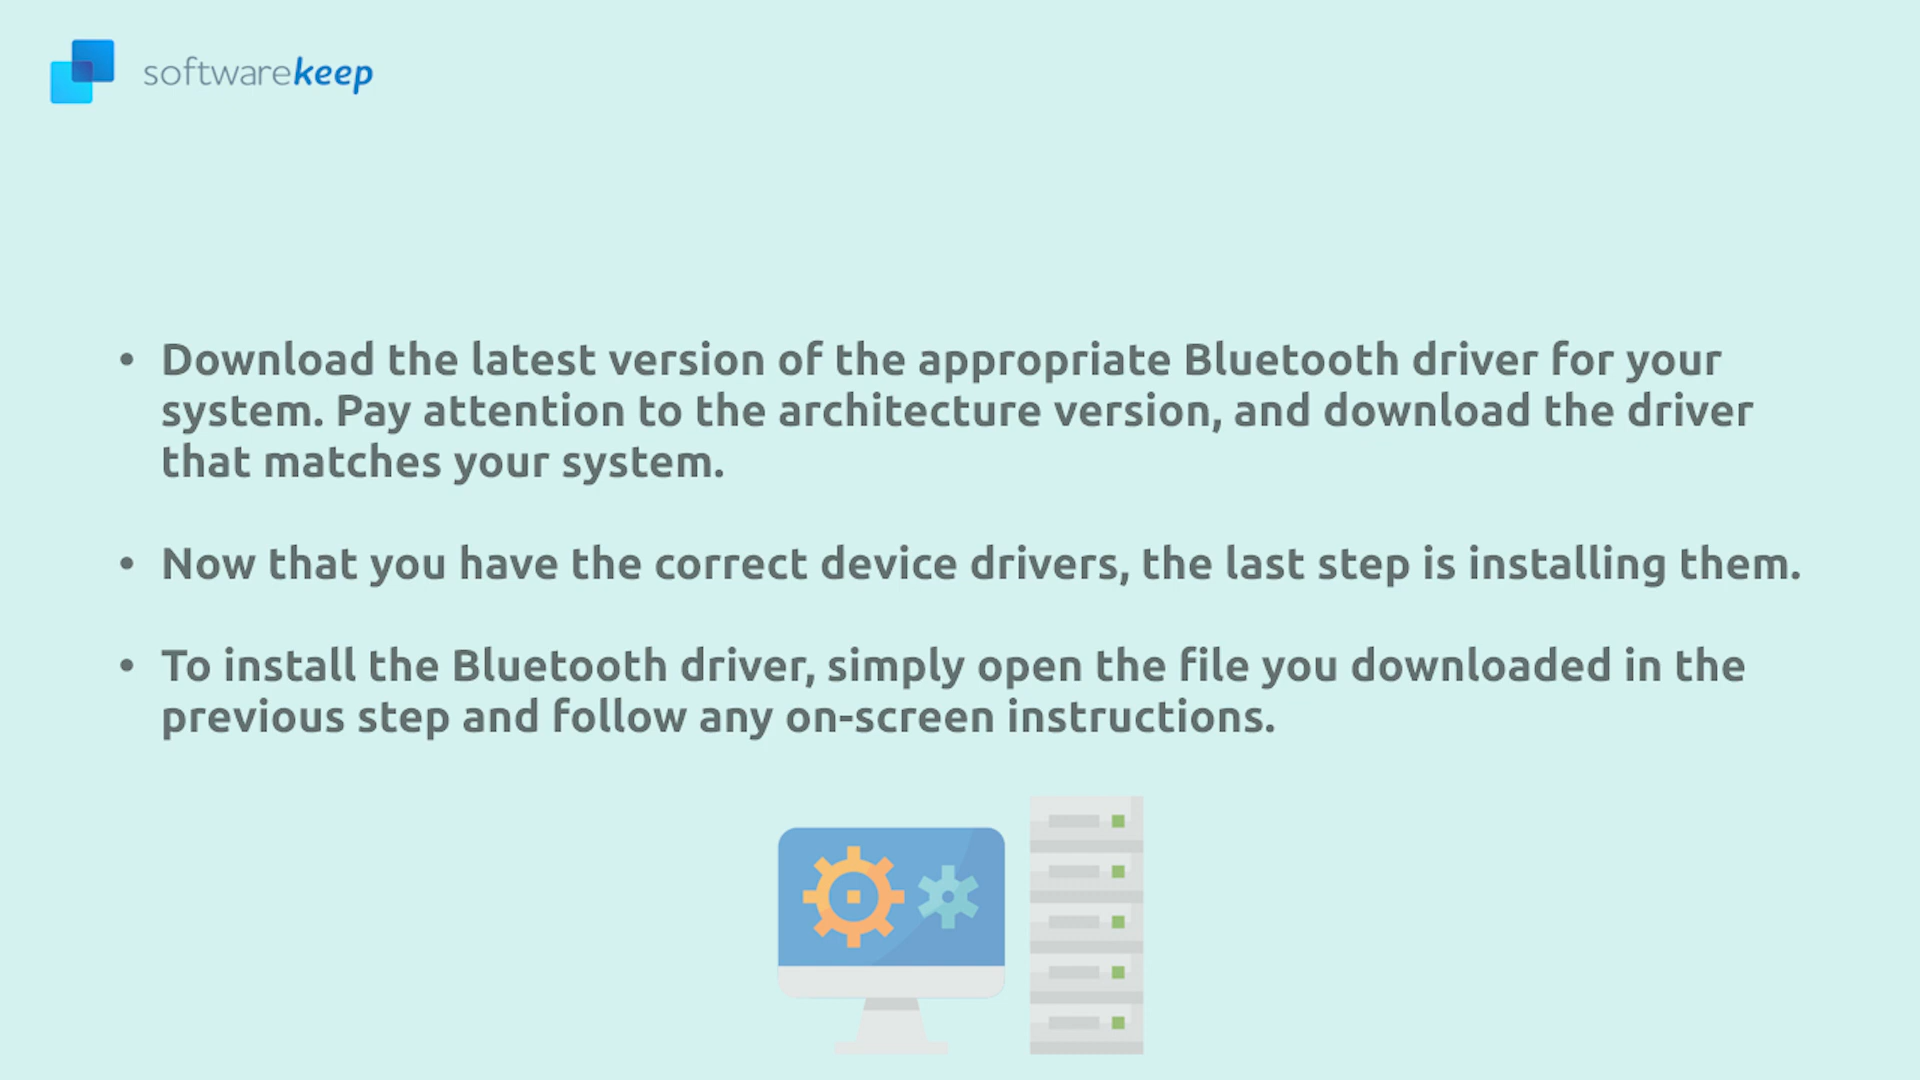 softwarekeep
• Download the latest version of the appropriate Bluetooth driver for your
system. Pay attention to the architecture version, and download the driver
that matches your system.
• Now that you have the correct device drivers, the last step is installing them.
• To install the Bluetooth driver, simply open the file you downloaded in the
previous step and follow any on-screen instructions.